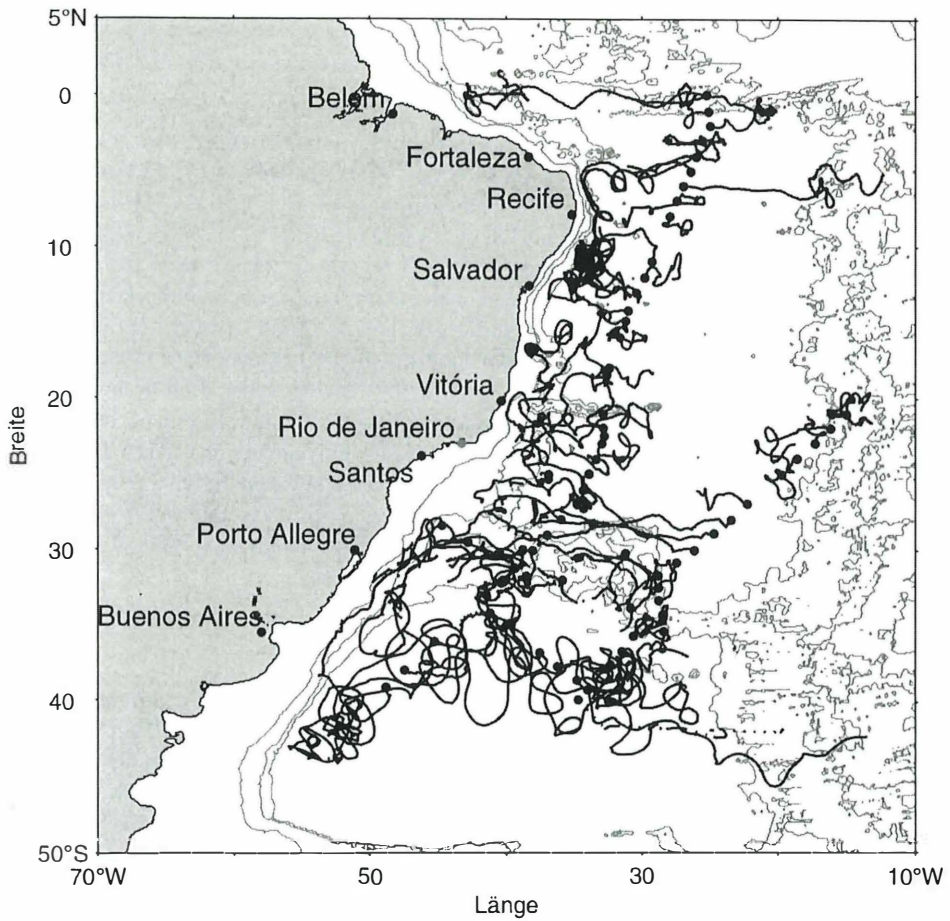 5°N
0
Belem
Fortaleza
Recife
10
Salvador
Vitória
20
Rio de Janeiro
Santos
Porto Allegre
30
Buenos Aires
40
50°S
70°W
50
30
10°W
Länge
Breite